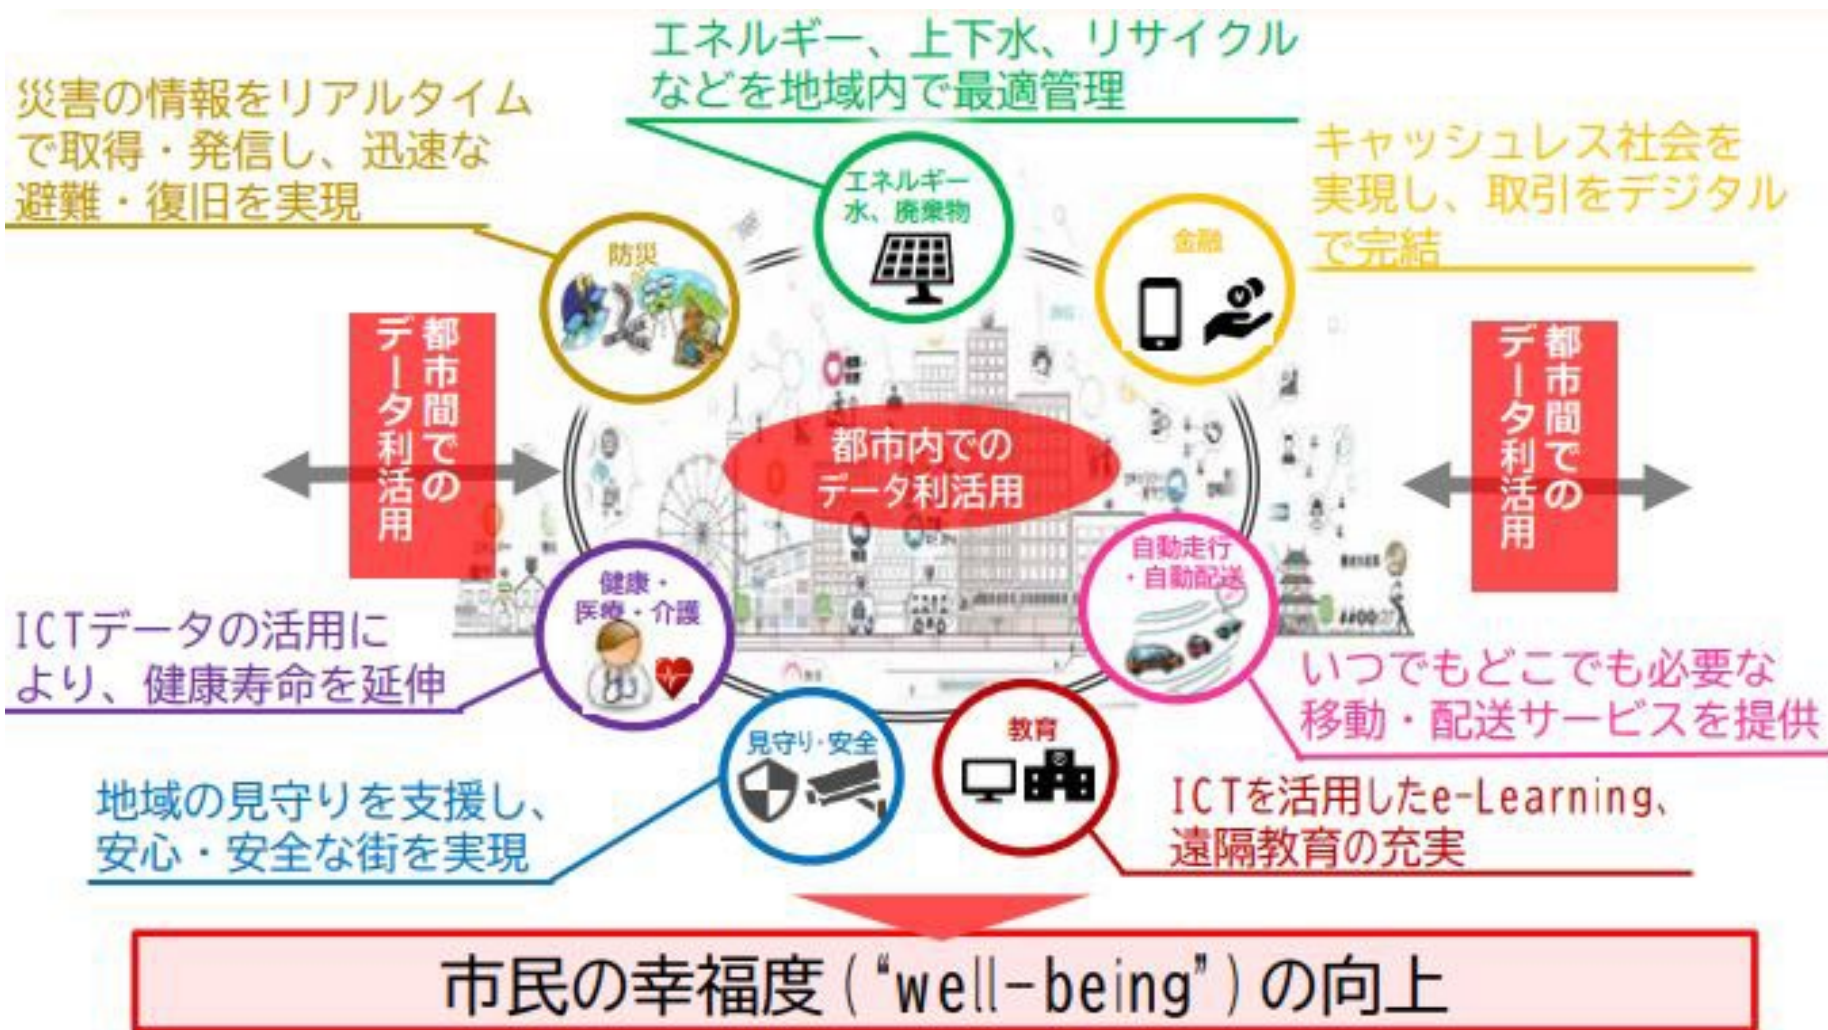 エネルギー、上下水、リサイクル
などを地域内で最適管理
災害の情報をリアルタイム
で取得・発信し、迅速な
避難・復旧を実現
キャッシュレス社会を
実現し、取引をデジタル
で完結
エネルギー
水、廃棄物
防災
金融
都市間での
データ利活用
都市内での
データ利活用
都市間での
データ利活用
健康・
医療・介護
自動走行
・自動配送
ICTデータの活用に
より、健康寿命を延伸
いつでもどこでも必要な
移動・配送サービスを提供
見守り・安全
教育
地域の見守りを支援し、
安心・安全な街を実現
ICTを活用したe-Learning、
遠隔教育の充実
市民の幸福度(“well-being”)の向上